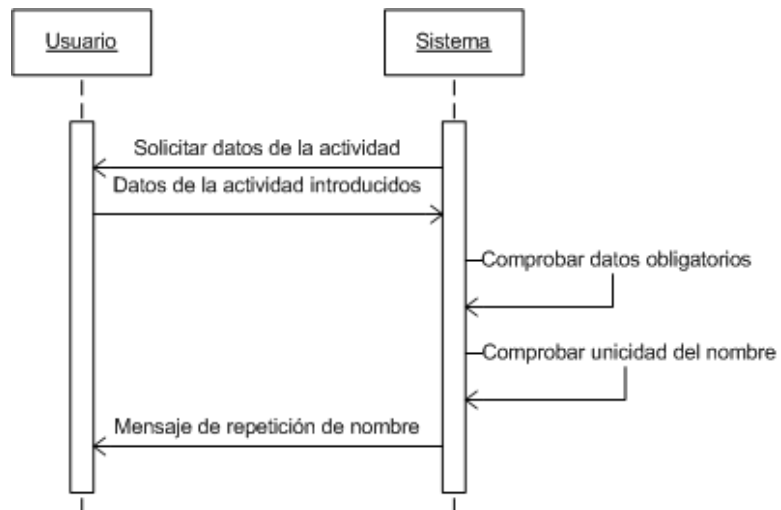 Usuario
Sistema
Solicitar datos de la actividad
Datos de la actividad introducidos
Comprobar datos obligatorios
Comprobar unicidad del nombre
Mensaje de repetición de nombre